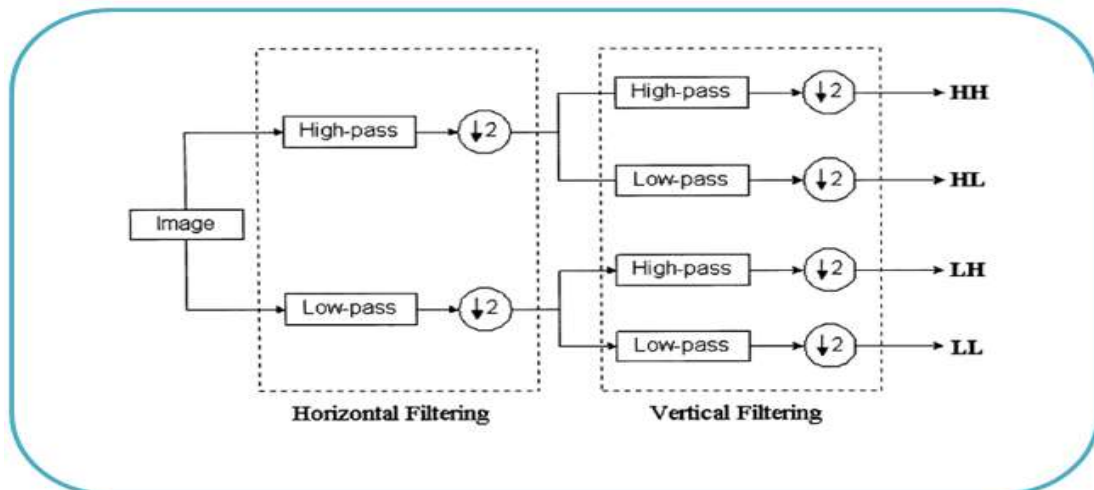 High-pass ↓2 HH
High-pass ↓2
Low-pass ↓2 HL
Image
High-pass ↓2 LH
Low-pass ↓2
Low-pass ↓2 LL
Horizontal Filtering Vertical Filtering